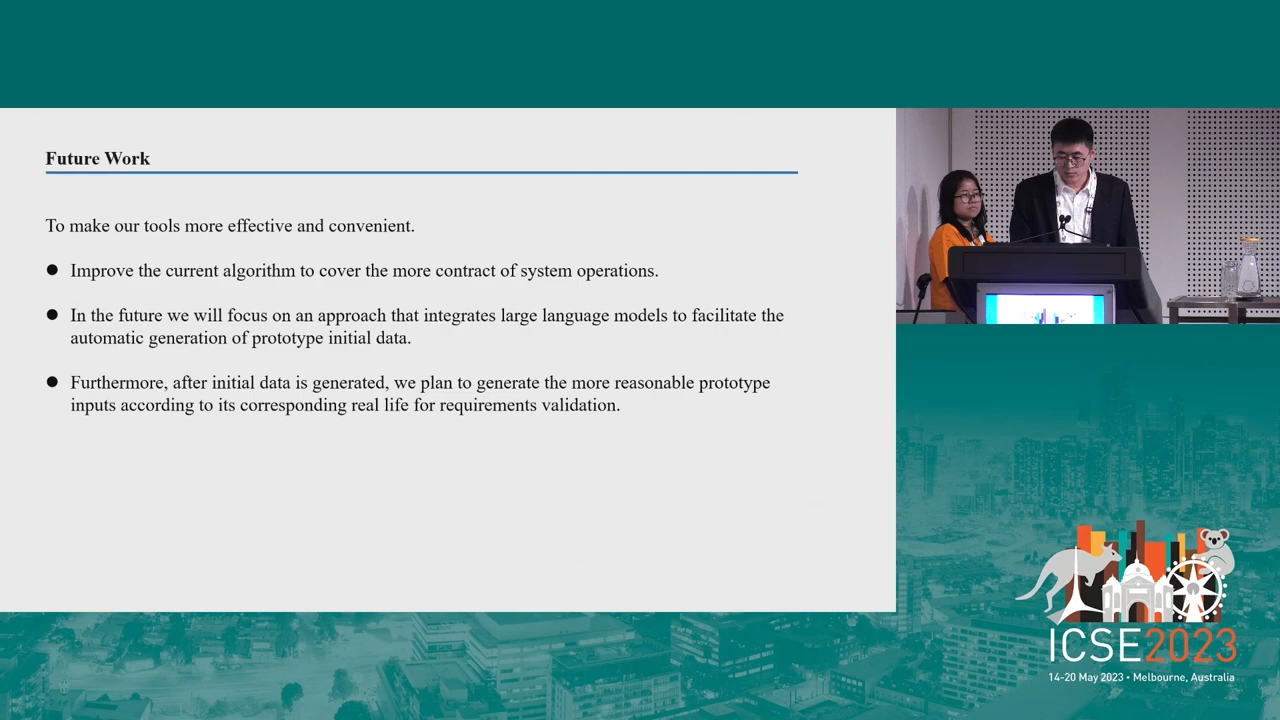 Future Work
To make our tools more effective and convenient.
● Improve the current algorithm to cover the more contract of system operations.
● In the future we will focus on an approach that integrates large language models to facilitate the
automatic generation of prototype initial data.
● Furthermore, after initial data is generated, we plan to generate the more reasonable prototype
inputs according to its corresponding real life for requirements validation.
ICSE2023
14-20 May 2023 • Melbourne, Australia